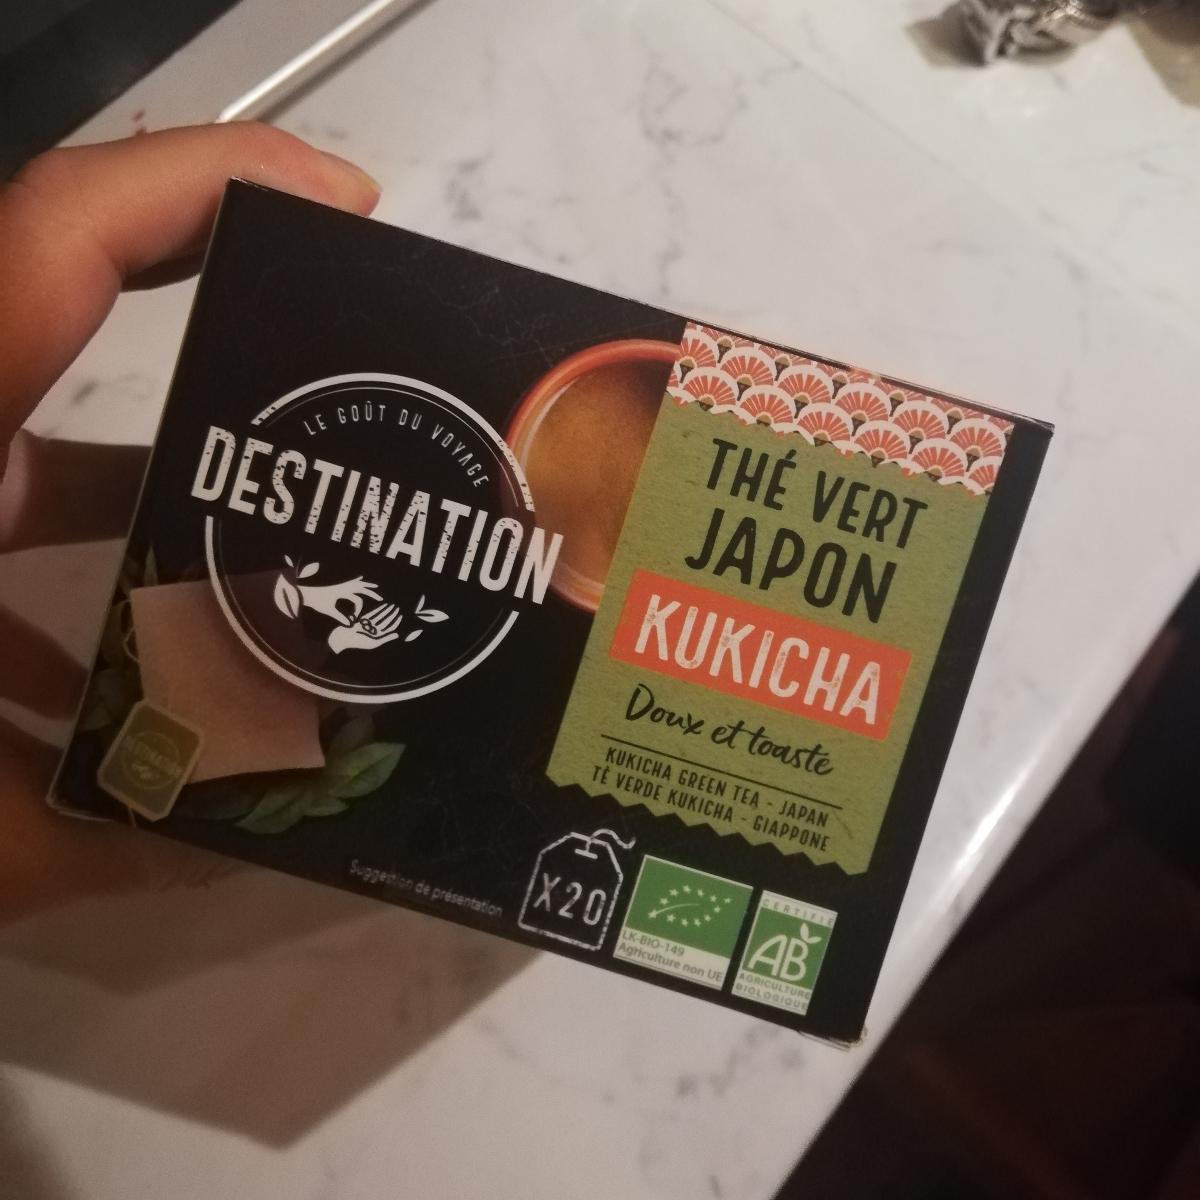 LE GOÛT DU VOYAGE
DESTINATION
THÉ VERT
JAPON
KUKICHA
Doux et toasté
KUKICHA GREEN TEA - JAPAN
TÈ VERDE KUKICHA - GIAPPONE
Suggestion de présentation
X20
LK-BIO-149
Agriculture non UE
CERTIFIÉ
AB
AGRICULTURE
BIOLOGIQUE
DESTINATION